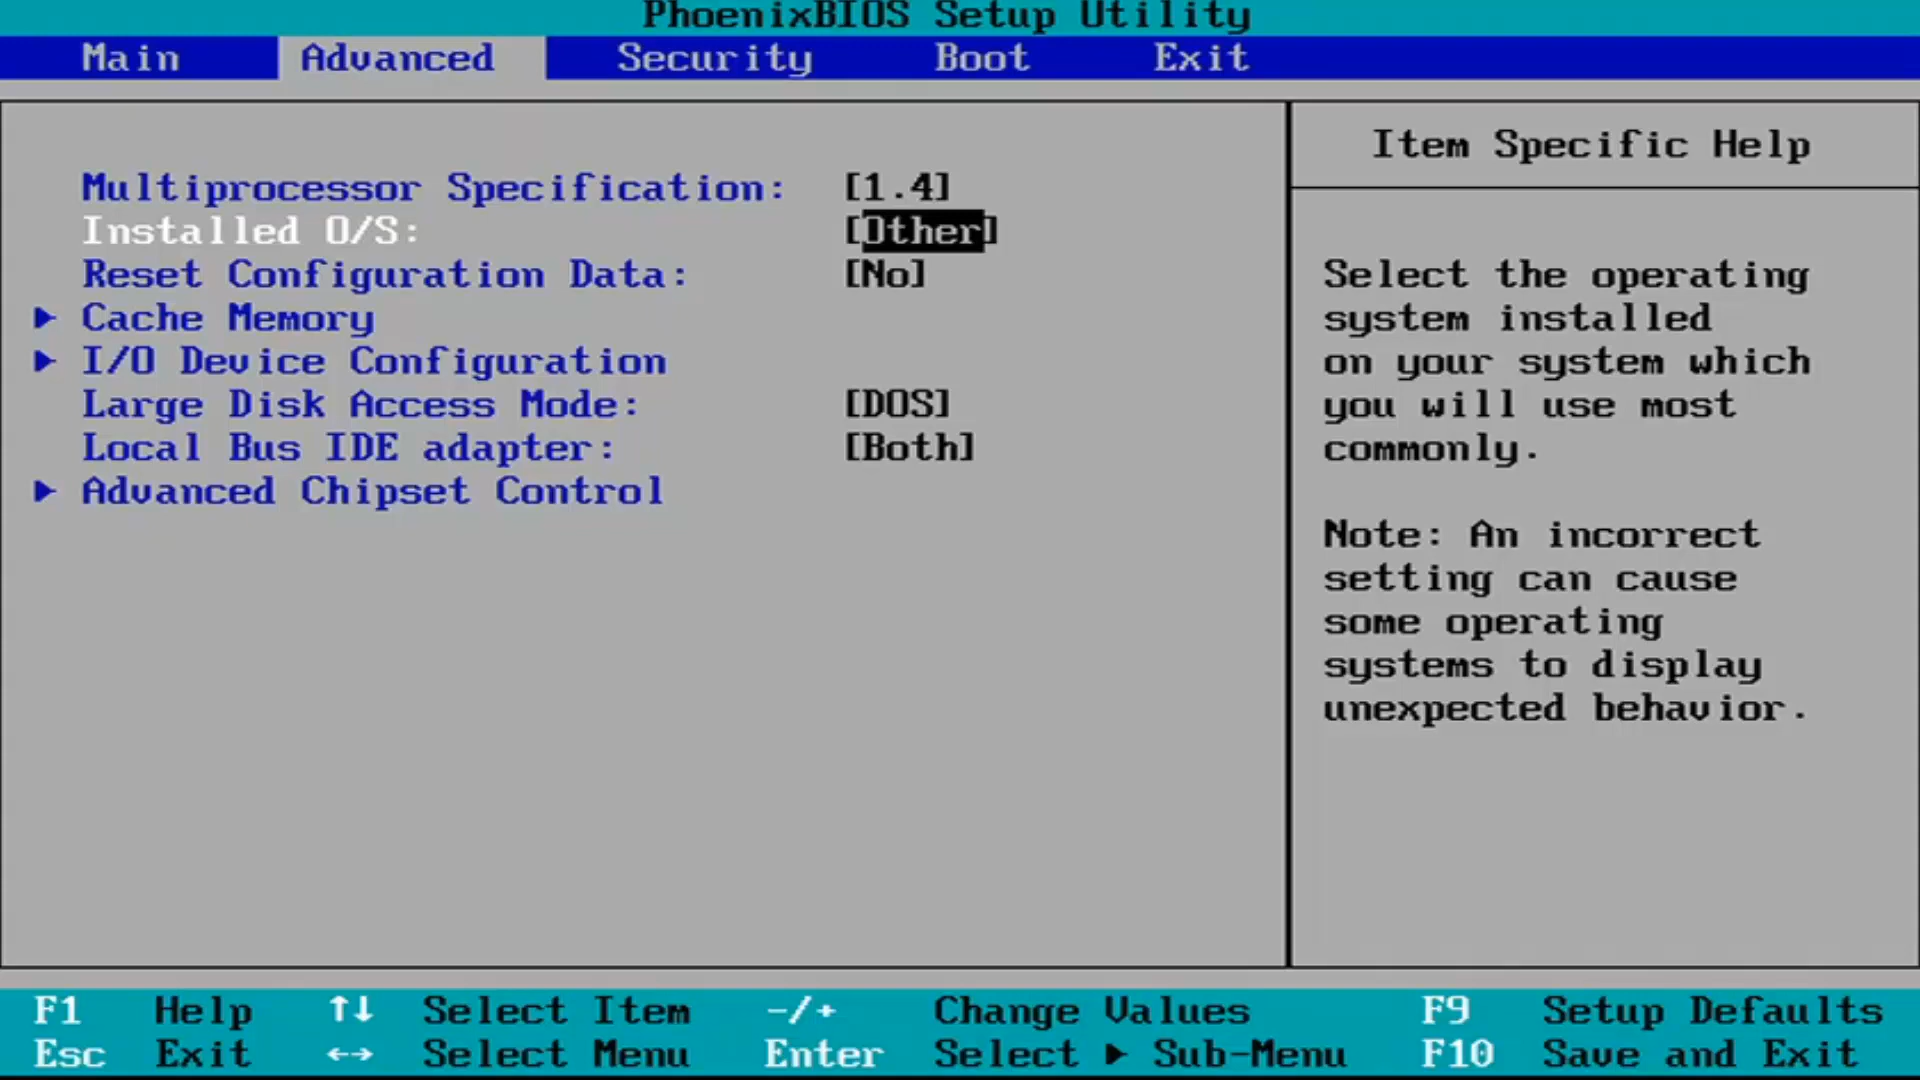 PhoenixBIOS Setup Utility
Main Advanced Security Boot Exit
Multiprocessor Specification: [1.4]
Installed O/S: [Other]
Reset Configuration Data: [No]
▶ Cache Memory
▶ I/O Device Configuration
Large Disk Access Mode: [DOS]
Local Bus IDE adapter: [Both]
▶ Advanced Chipset Control
Item Specific Help
Select the operating
system installed
on your system which
you will use most
commonly.
Note: An incorrect
setting can cause
some operating
systems to display
unexpected behavior.
F1 Help ↑↓ Select Item -/+ Change Values F9 Setup Defaults
Esc Exit ↔ Select Menu Enter Select ▶ Sub-Menu F10 Save and Exit